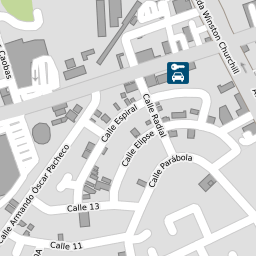 Caobas
Winston Churchill
Calle Espiral
Calle Radial
Calle Elipse
Calle Armando Oscar Pacheco
Calle Parábola
Calle 13
Calle 11